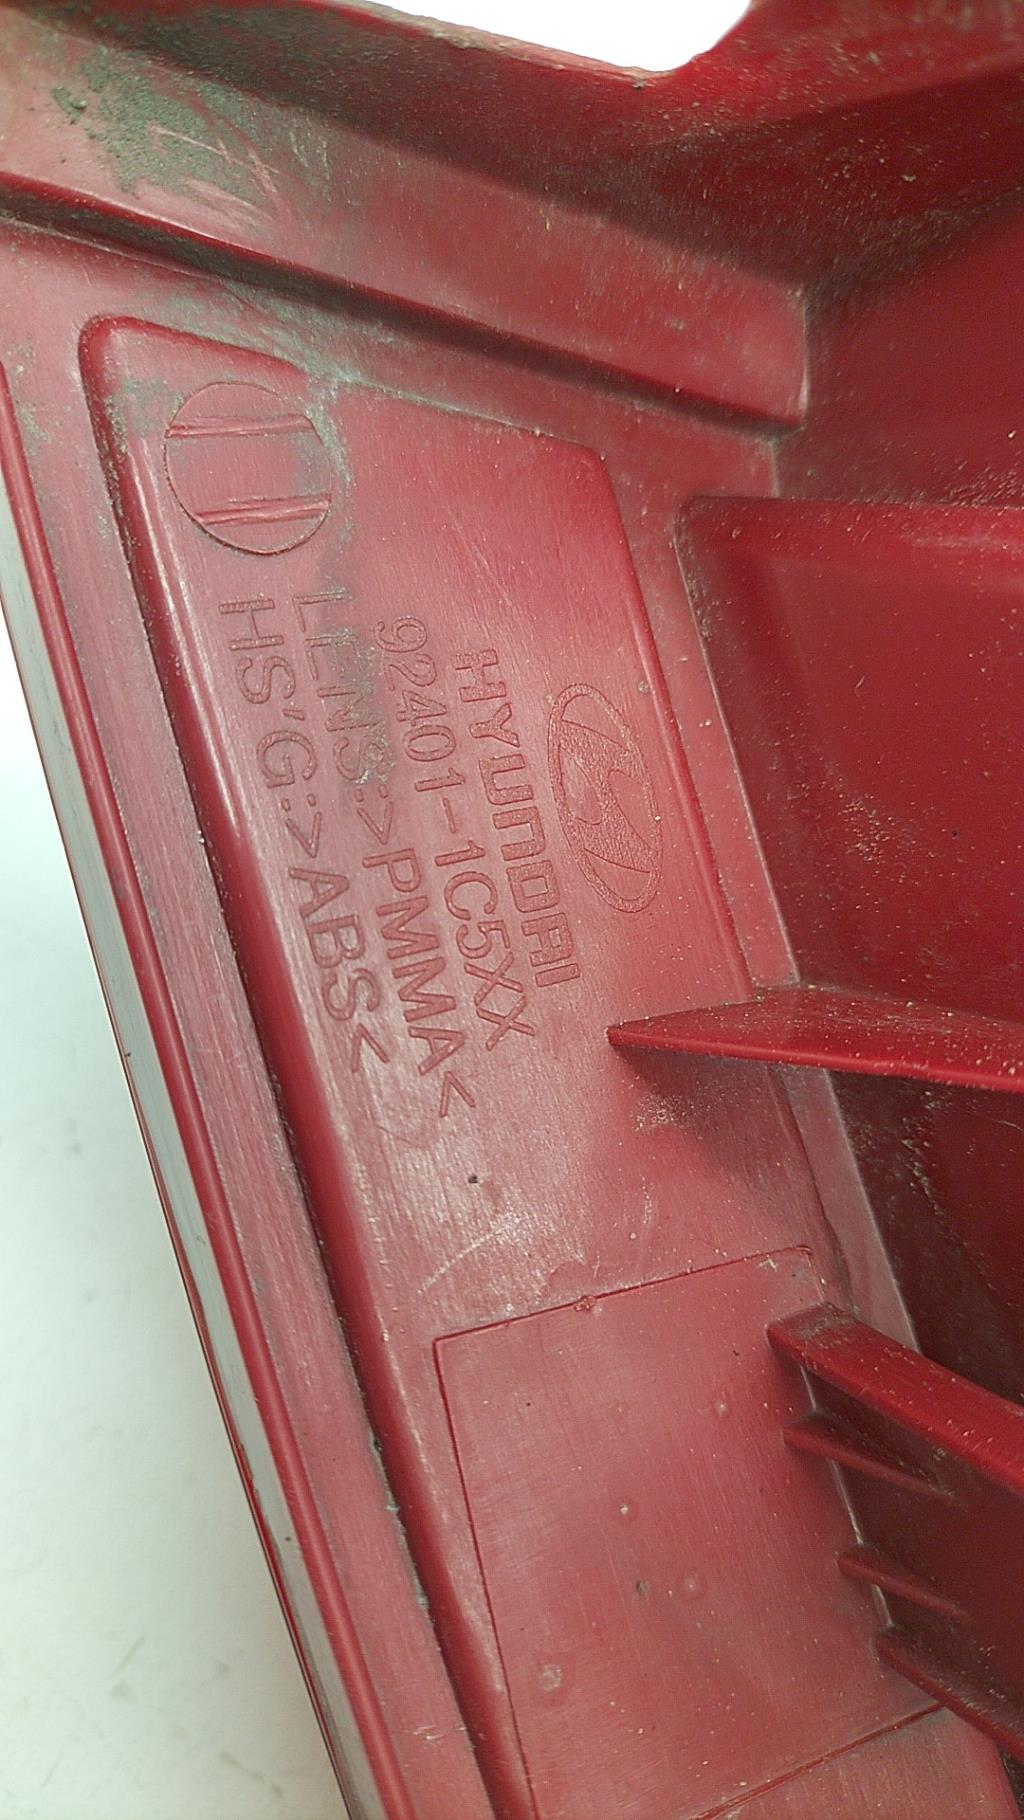 HYUNDAI
92401-1C5XX
LENS:>PMMA<
HS'G:>ABS<